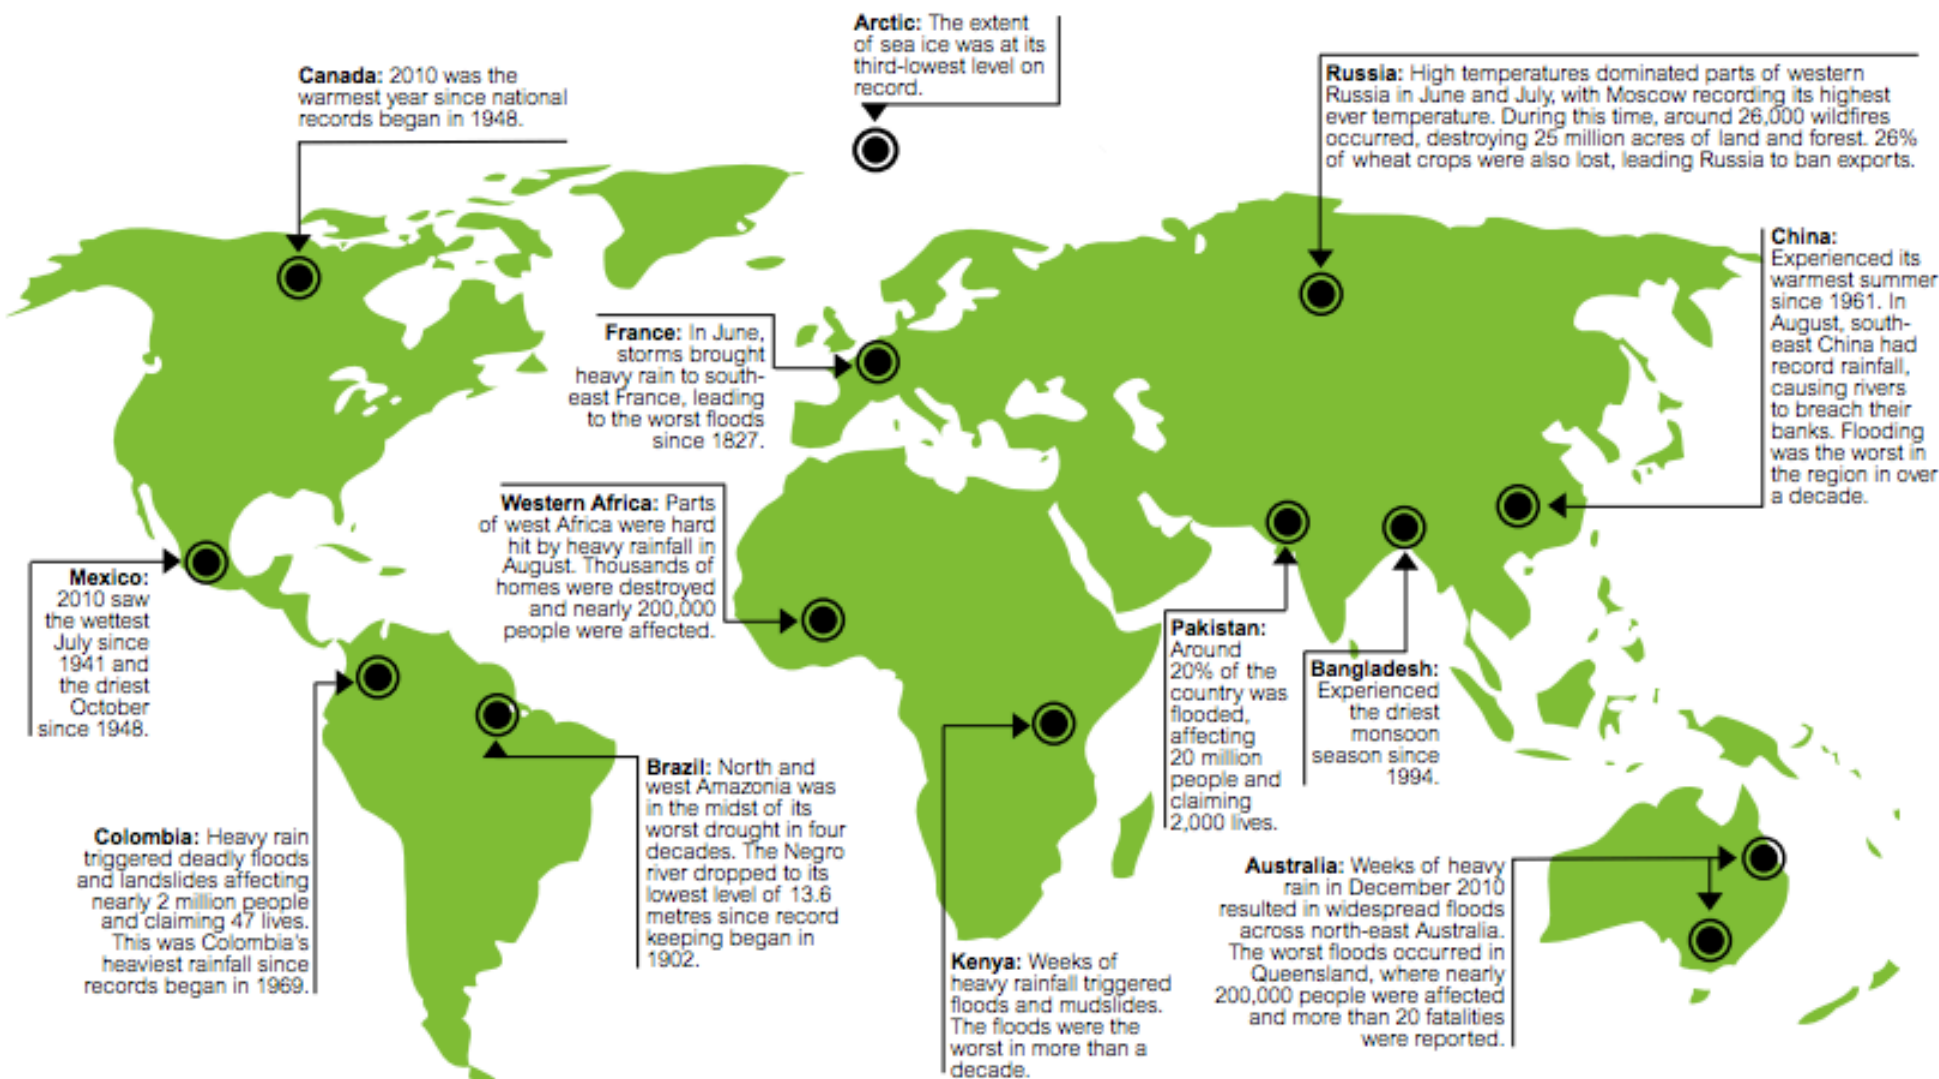 Arctic: The extent
of sea ice was at its
third-lowest level on
record.
Canada: 2010 was the
warmest year since national
records began in 1948.
Russia: High temperatures dominated parts of western
Russia in June and July, with Moscow recording its highest
ever temperature. During this time, around 26,000 wildfires
occurred, destroying 25 million acres of land and forest. 26%
of wheat crops were also lost, leading Russia to ban exports.
China:
Experienced its
warmest summer
since 1961. In
August, south-
east China had
record rainfall,
causing rivers
to breach their
banks. Flooding
was the worst in
the region in over
a decade.
France: In June,
storms brought
heavy rain to south-
east France, leading
to the worst floods
since 1827.
Western Africa: Parts
of west Africa were hard
hit by heavy rainfall in
August. Thousands of
homes were destroyed
and nearly 200,000
people were affected.
Mexico:
2010 saw
the wettest
July since
1941 and
the driest
October
since 1948.
Pakistan:
Around
20% of the
country was
flooded,
affecting
20 million
people and
claiming
2,000 lives.
Bangladesh:
Experienced
the driest
monsoon
season since
1994.
Brazil: North and
west Amazonia was
in the midst of its
worst drought in four
decades. The Negro
river dropped to its
lowest level of 13.6
metres since record
keeping began in
1902.
Colombia: Heavy rain
triggered deadly floods
and landslides affecting
nearly 2 million people
and claiming 47 lives.
This was Colombia's
heaviest rainfall since
records began in 1969.
Kenya: Weeks of
heavy rainfall triggered
floods and mudslides.
The floods were the
worst in more than a
decade.
Australia: Weeks of heavy
rain in December 2010
resulted in widespread floods
across north-east Australia.
The worst floods occurred in
Queensland, where nearly
200,000 people were affected
and more than 20 fatalities
were reported.